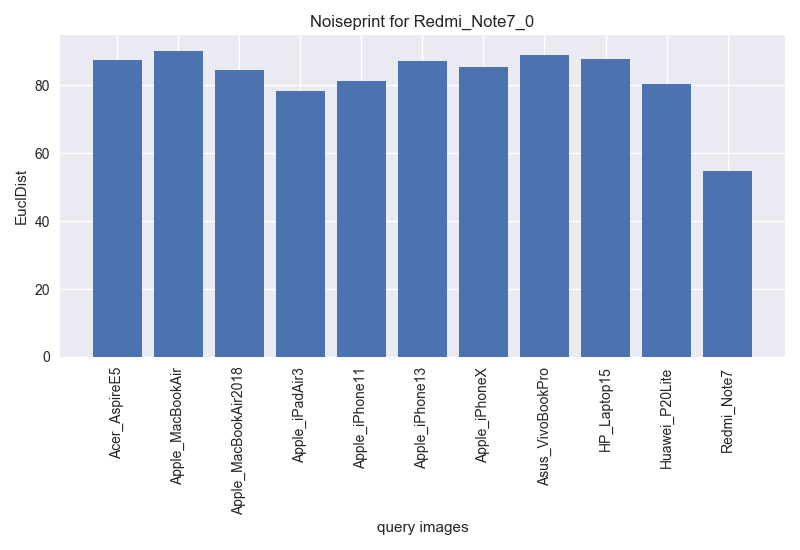 Noiseprint for Redmi_Note7_0
EuclDist
80
60
40
20
0
Acer_AspireE5
Apple_MacBookAir
Apple_MacBookAir2018
Apple_iPadAir3
Apple_iPhone11
Apple_iPhone13
Apple_iPhoneX
Asus_VivoBookPro
HP_Laptop15
Huawei_P20Lite
Redmi_Note7
query images